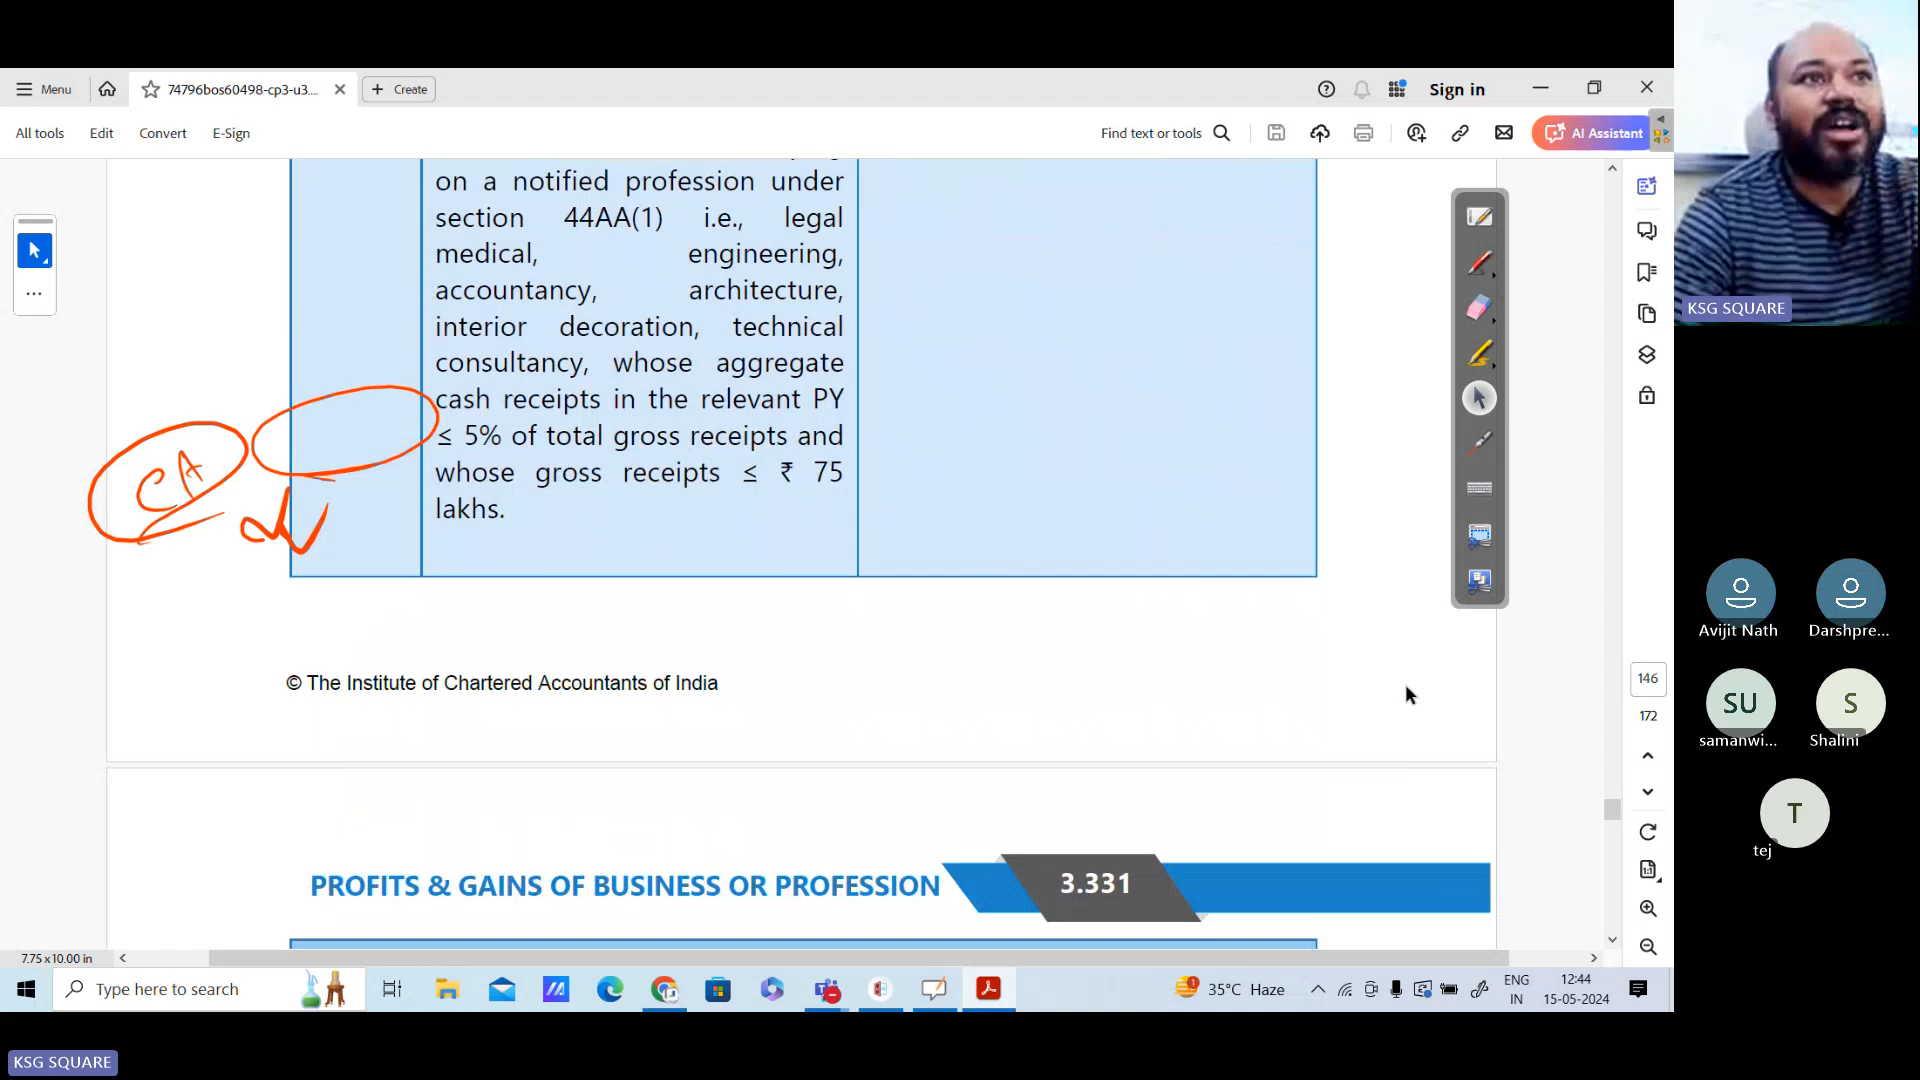 Menu
74796bos60498-cp3-u3....
Create
Sign in
All tools
Edit
Convert
E-Sign
Find text or tools
AI Assistant
on a notified profession under
section 44AA(1) i.e., legal
medical, engineering,
accountancy, architecture,
interior decoration, technical
consultancy, whose aggregate
cash receipts in the relevant PY
≤ 5% of total gross receipts and
whose gross receipts ≤ ₹ 75
lakhs.
CA
© The Institute of Chartered Accountants of India
PROFITS & GAINS OF BUSINESS OR PROFESSION
3.331
146
172
7.75 x 10.00 in
Type here to search
35°C Haze
ENG
IN
12:44
15-05-2024
KSG SQUARE
Avijit Nath
Darshpre...
SU
samanwi...
S
Shalini
T
tej
KSG SQUARE